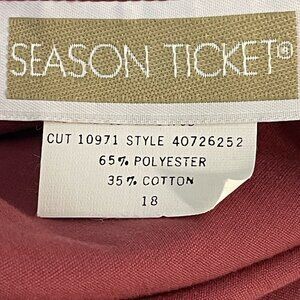 SEASON TICKET®
CUT 10971 STYLE 40726252
65% POLYESTER
35% COTTON
18